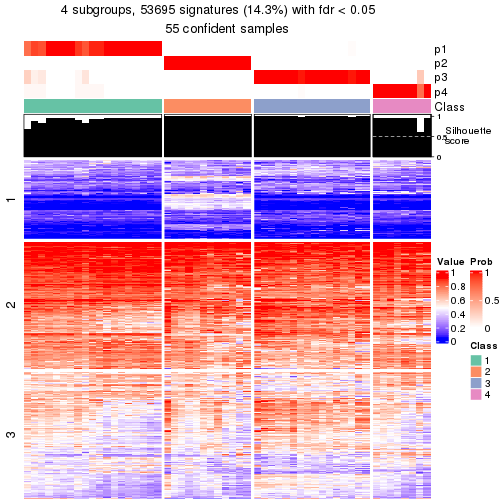 4 subgroups, 53695 signatures (14.3%) with fdr < 0.05
55 confident samples
p1
p2
p3
p4
Class
1
0.5
0
Silhouette
score
1
2
3
Value
1
0.8
0.6
0.4
0.2
0
Prob
1
0.5
0
Class
1
2
3
4